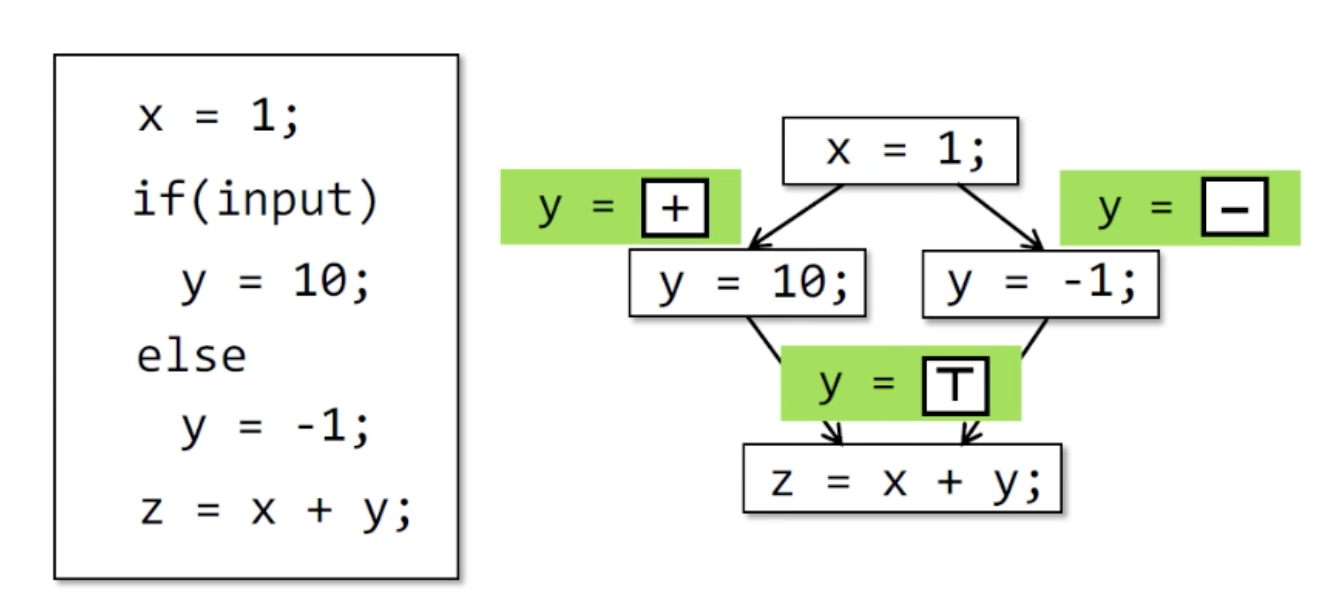 x = 1;
if(input)
y = 10;
else
y = -1;
z = x + y;
x = 1;
y = +
y = -
y = 10;
y = -1;
y = ⊤
z = x + y;